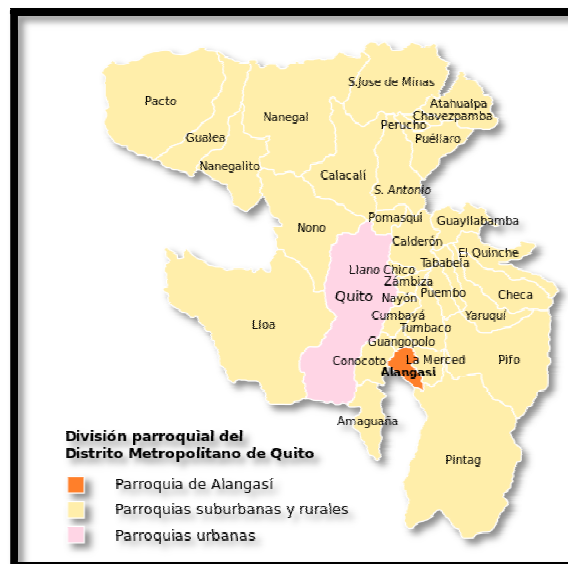 S.Jose de Minas
Pacto
Atahualpa
Nanegal
Chavezpamba
Perucho
Gualea
Puéllaro
Nanegalito
Calacalí
S. Antonio
Pomasqui
Guayllabamba
Nono
Calderón
El Quinche
Tababela
Llano Chico
Zámbiza
Puembo
Quito
Nayón
Checa
Cumbayá
Yaruquí
Lloa
Tumbaco
Guangopolo
Conocoto
La Merced
Pifo
Alangasí
Amaguaña
Pintag
División parroquial del
Distrito Metropolitano de Quito
Parroquia de Alangasí
Parroquias suburbanas y rurales
Parroquias urbanas